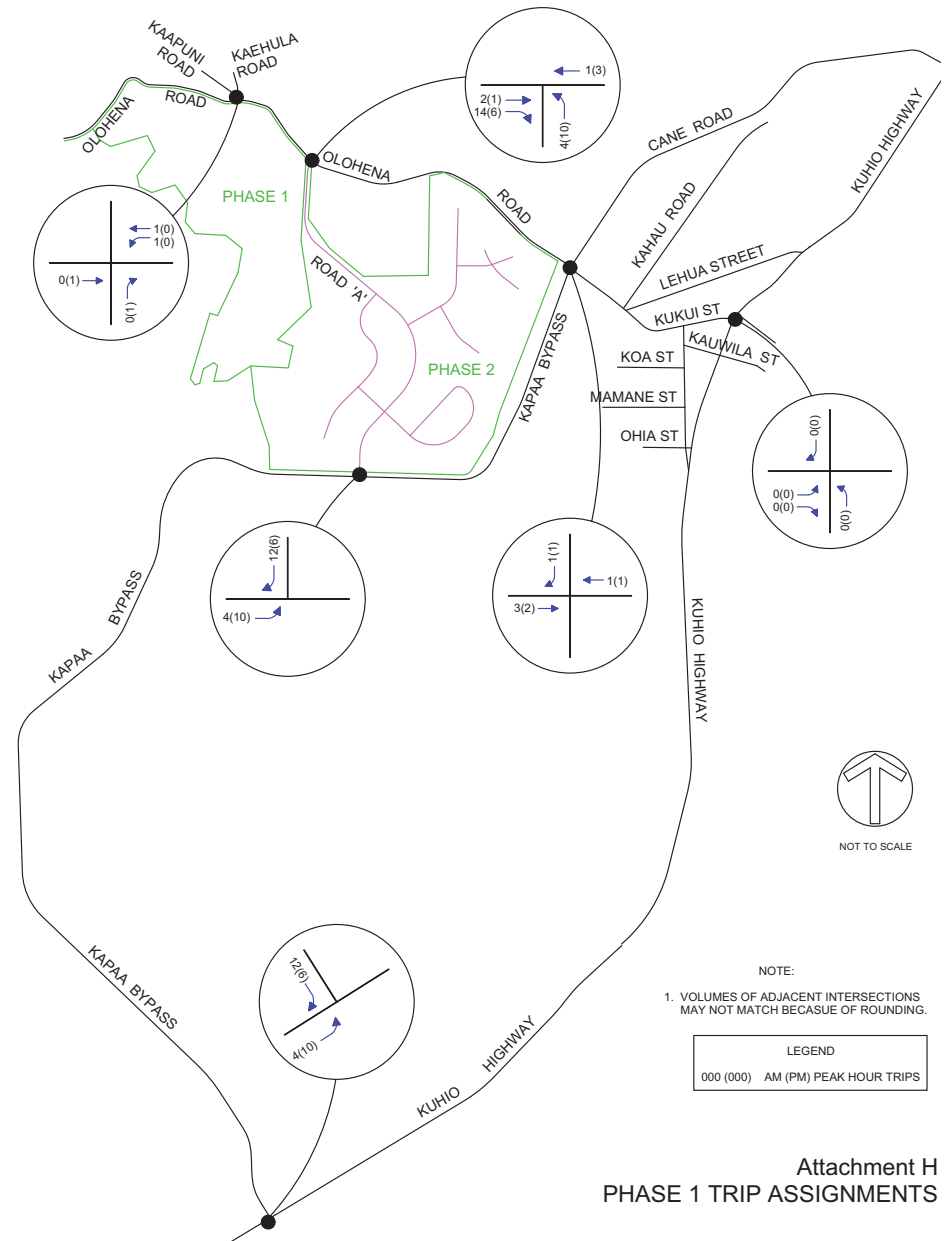 KAAPUNI
ROAD
KAEHULA
ROAD
ROAD
OLOHENA
1(3)
2(1)
14(6)
4(10)
CANE ROAD
KUHIO HIGHWAY
OLOHENA
ROAD
KAHAU ROAD
PHASE 1
1(0)
1(0)
0(1)
0(1)
ROAD 'A'
LEHUA STREET
KUKUI ST
KAUWILA ST
KOA ST
PHASE 2
KAPAA BYPASS
MAMANE ST
OHIA ST
0(0)
0(0)
0(0)
0(0)
12(6)
4(10)
1(1)
1(1)
3(2)
KAPAA
BYPASS
KUHIO HIGHWAY
NOT TO SCALE
KAPAA BYPASS
12(6)
4(10)
KUHIO
HIGHWAY
NOTE:
1. VOLUMES OF ADJACENT INTERSECTIONS
MAY NOT MATCH BECASUE OF ROUNDING.
LEGEND
000 (000) AM (PM) PEAK HOUR TRIPS
Attachment H
PHASE 1 TRIP ASSIGNMENTS